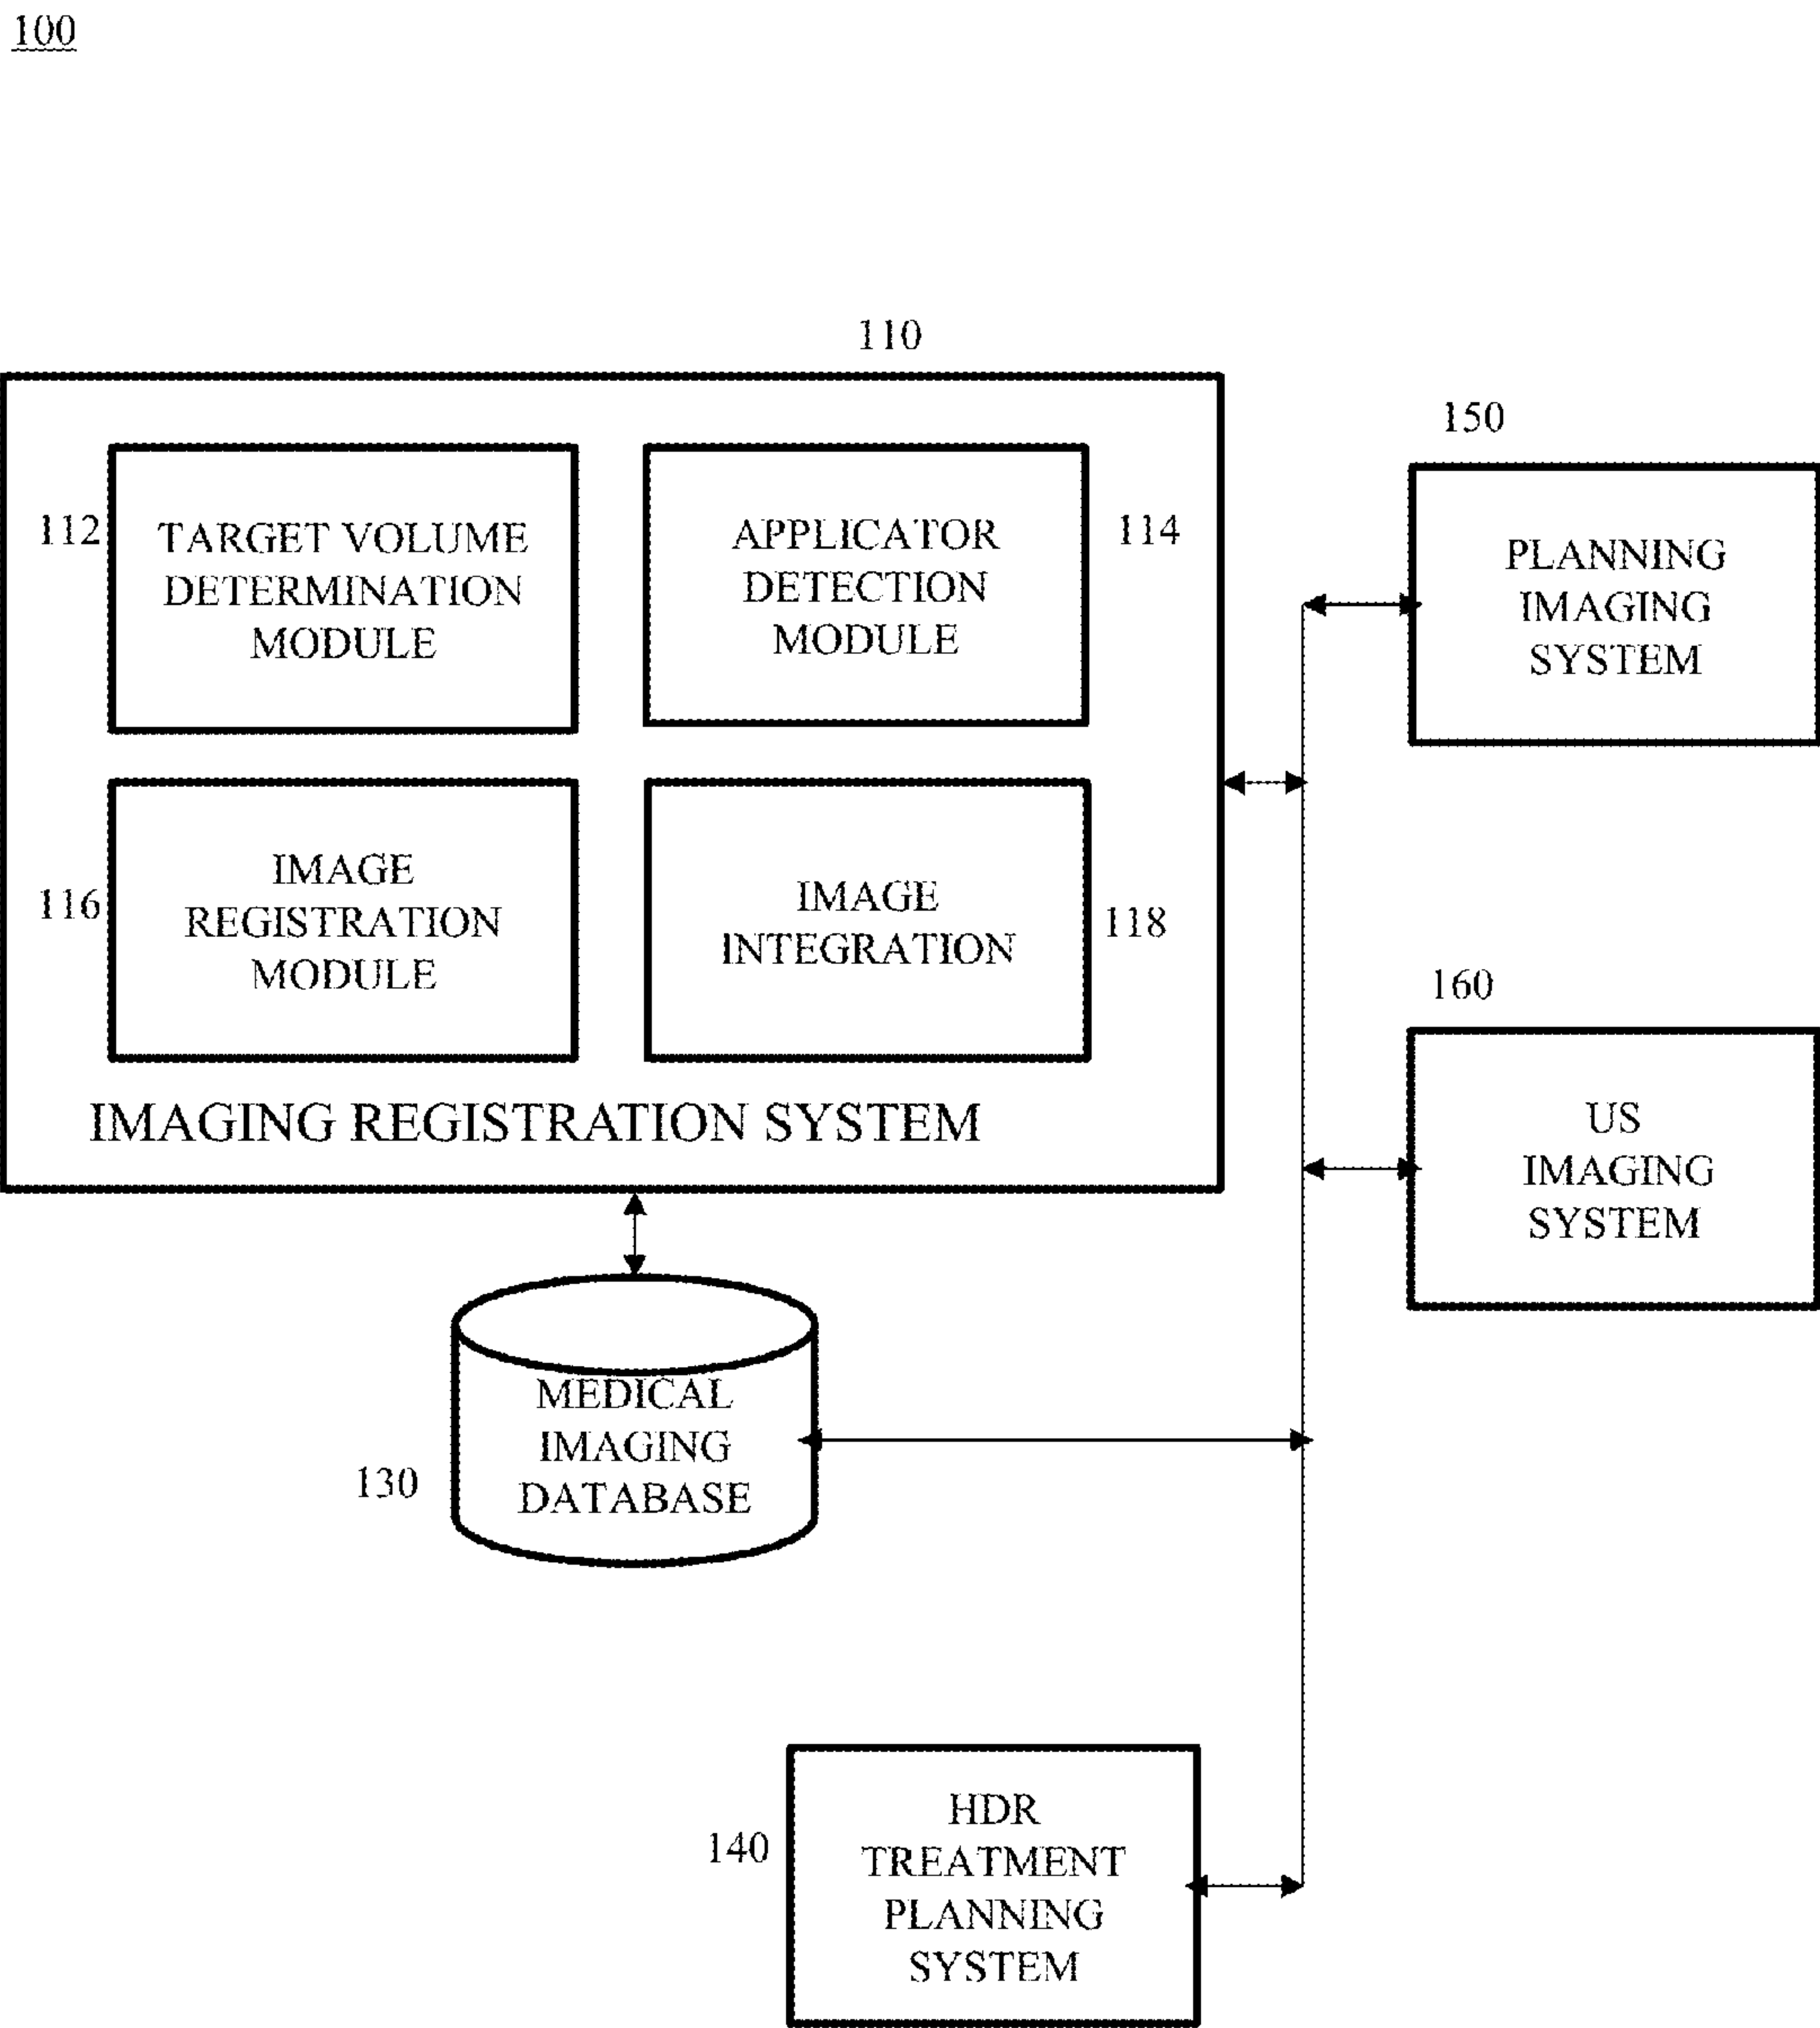 100
110
112
TARGET VOLUME
DETERMINATION
MODULE
APPLICATOR
DETECTION
MODULE
114
116
IMAGE
REGISTRATION
MODULE
IMAGE
INTEGRATION
118
IMAGING REGISTRATION SYSTEM
150
PLANNING
IMAGING
SYSTEM
160
US
IMAGING
SYSTEM
130
MEDICAL
IMAGING
DATABASE
140
HDR
TREATMENT
PLANNING
SYSTEM